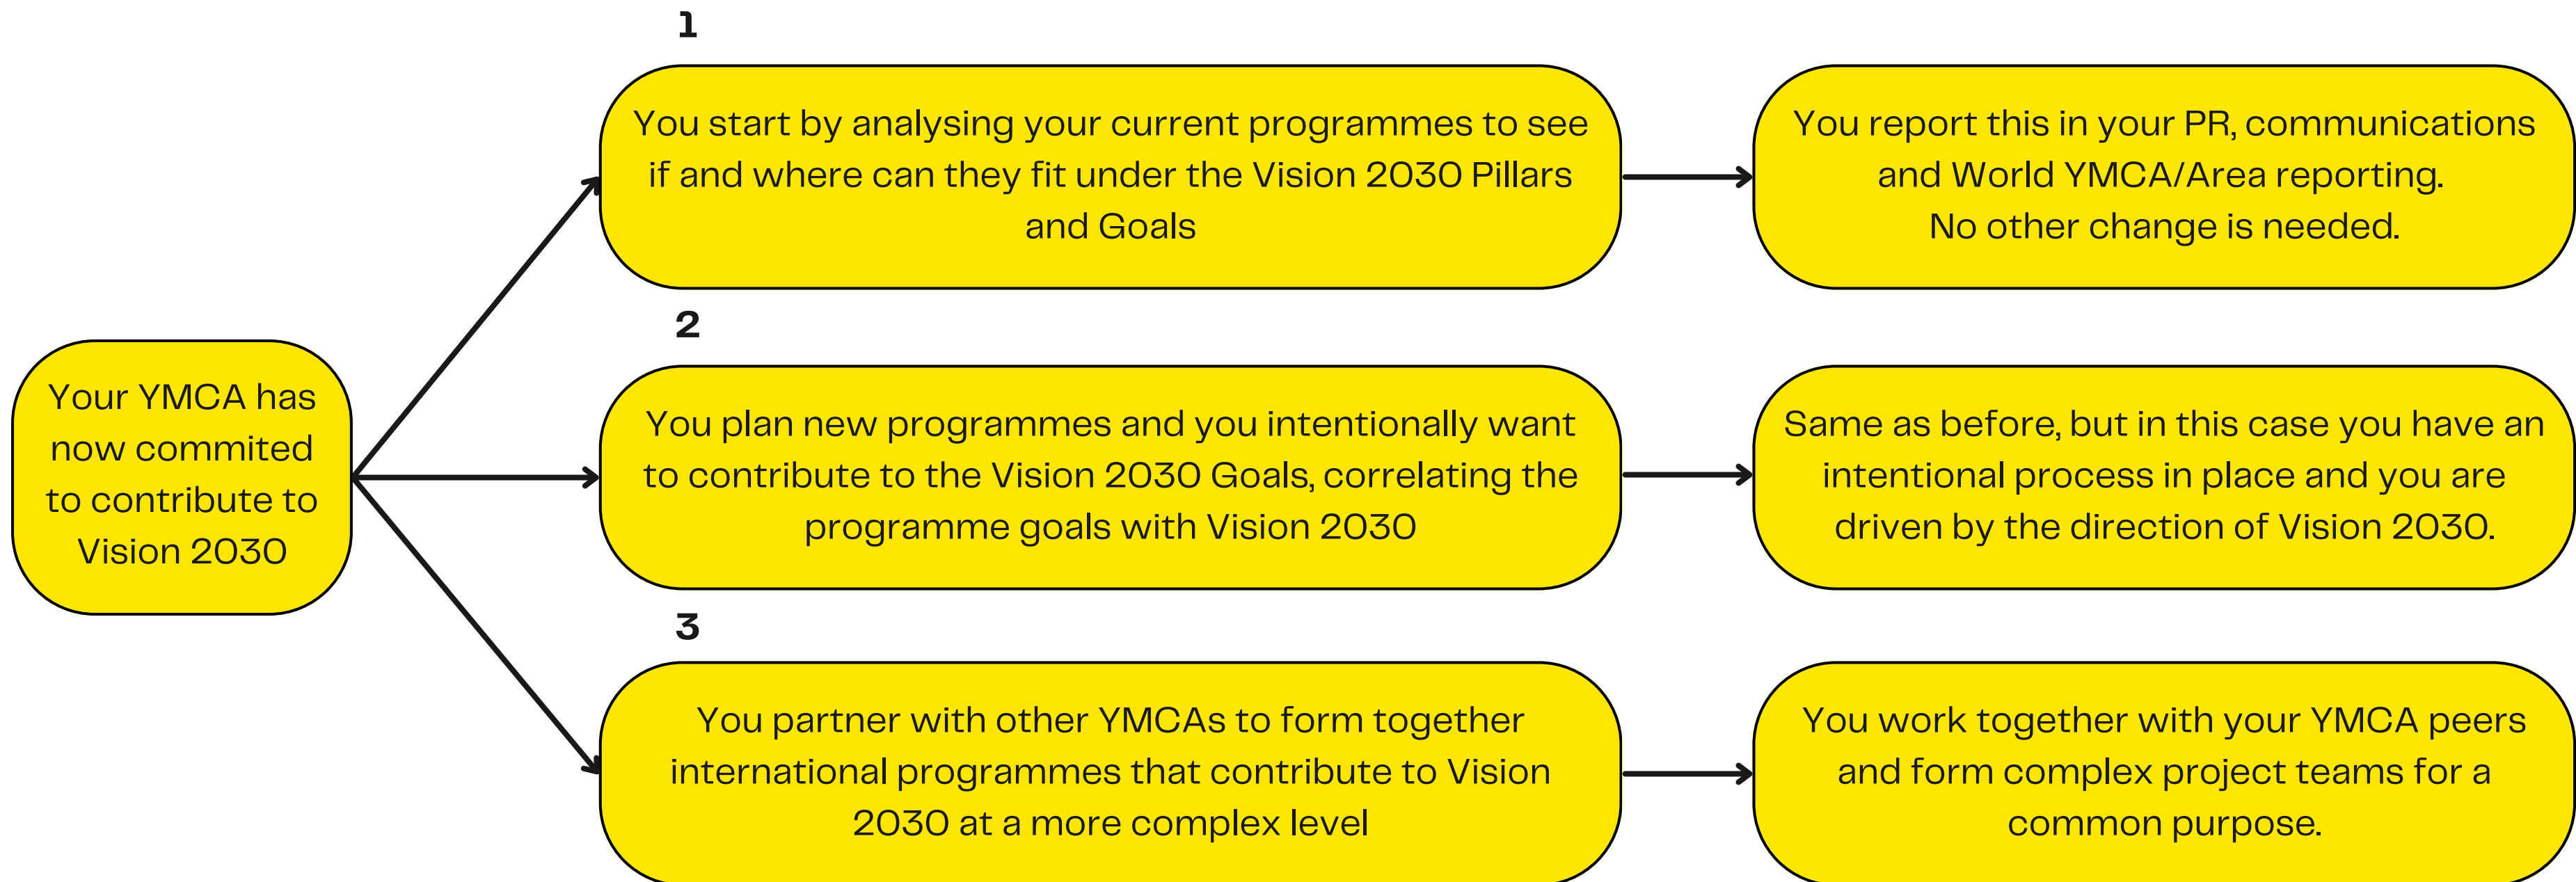 Your YMCA has
now commited
to contribute to
Vision 2030
1
You start by analysing your current programmes to see
if and where can they fit under the Vision 2030 Pillars
and Goals
You report this in your PR, communications
and World YMCA/Area reporting.
No other change is needed.
2
You plan new programmes and you intentionally want
to contribute to the Vision 2030 Goals, correlating the
programme goals with Vision 2030
Same as before, but in this case you have an
intentional process in place and you are
driven by the direction of Vision 2030.
3
You partner with other YMCAs to form together
international programmes that contribute to Vision
2030 at a more complex level
You work together with your YMCA peers
and form complex project teams for a
common purpose.